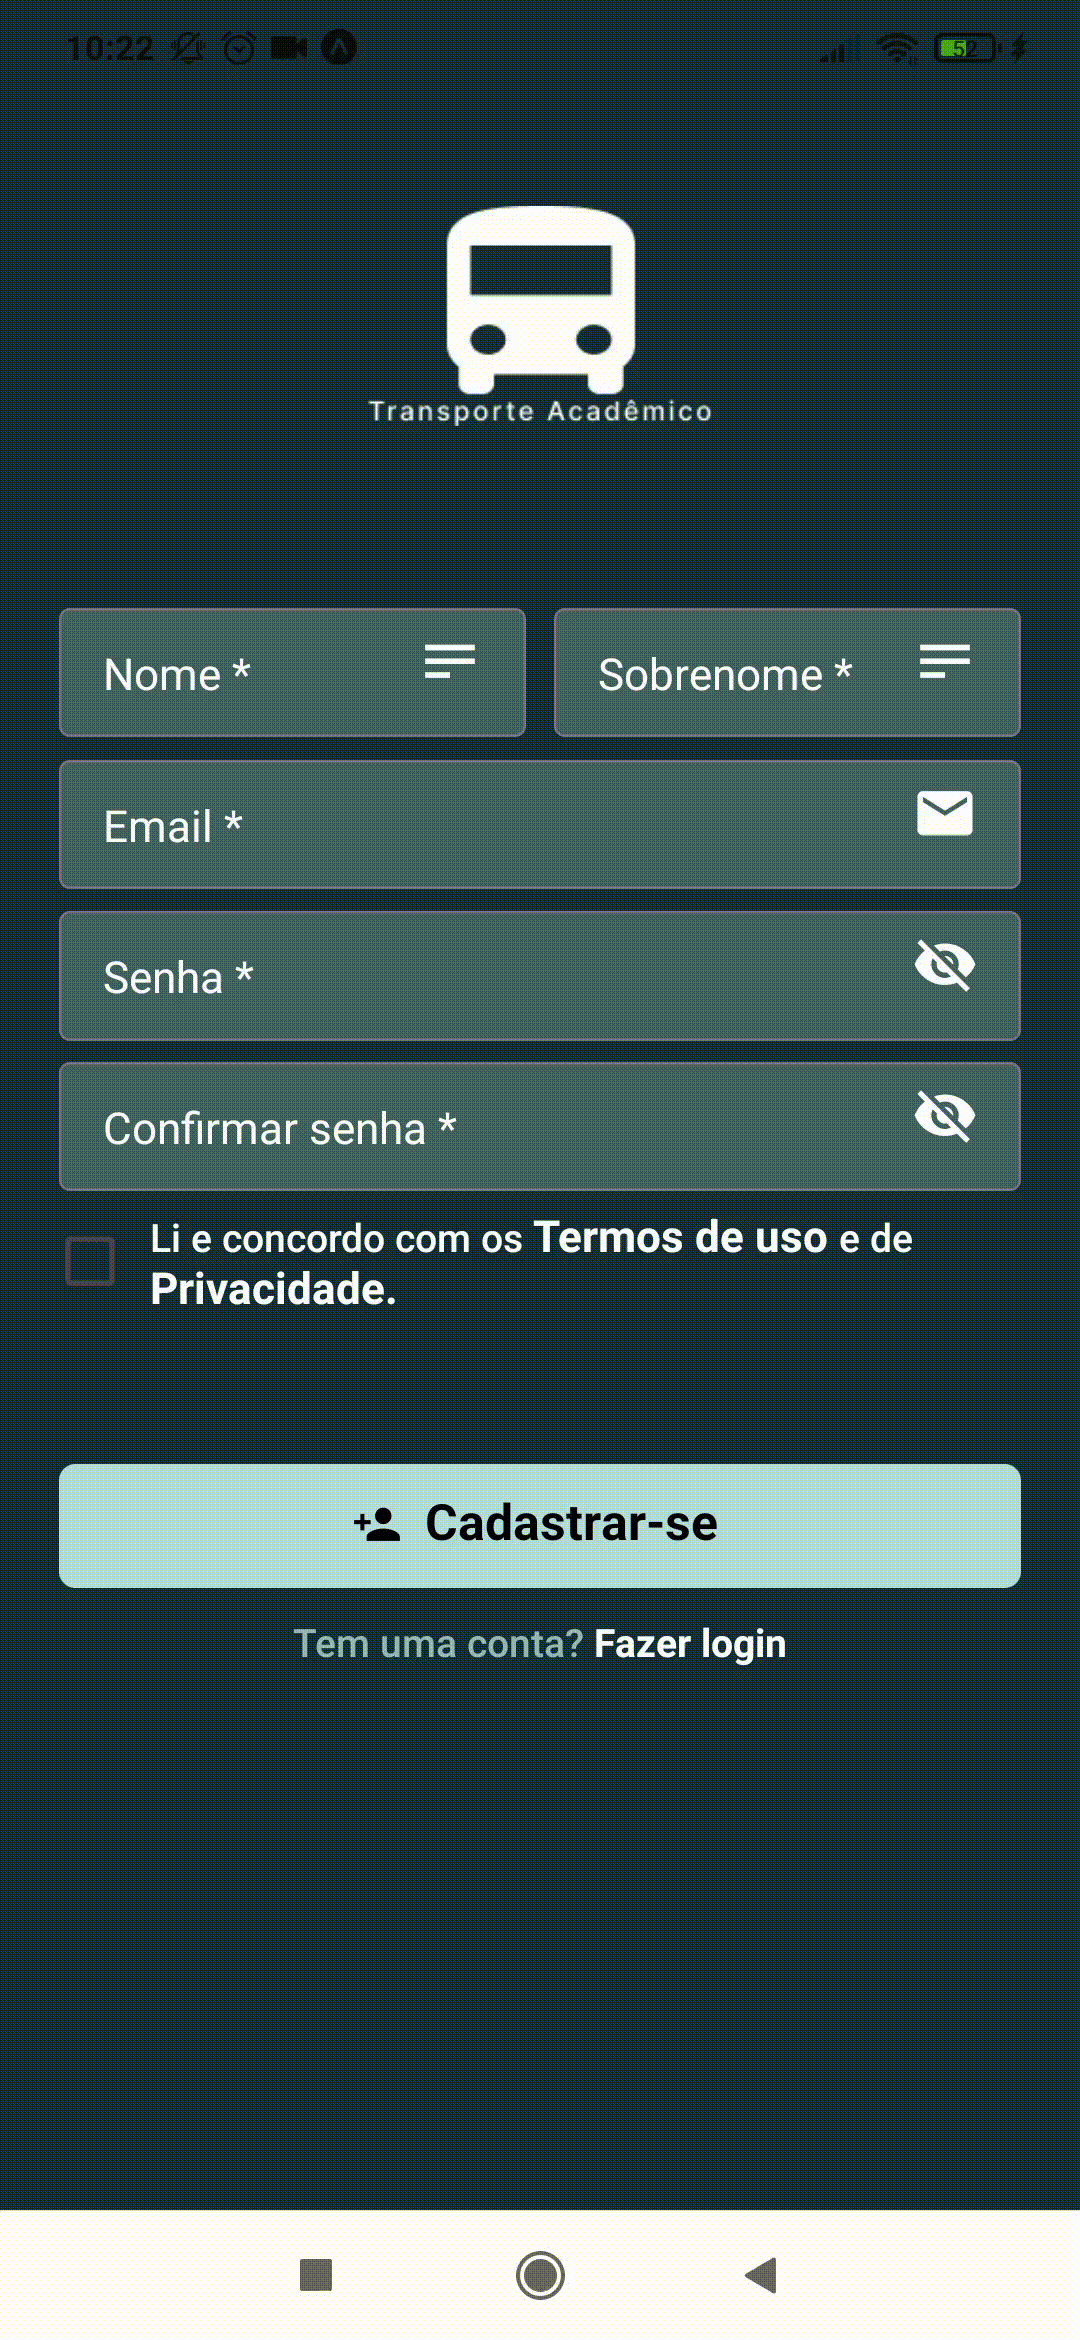 10:22
52
Transporte Acadêmico
Nome *
Sobrenome *
Email *
Senha *
Confirmar senha *
Li e concordo com os Termos de uso e de
Privacidade.
Cadastrar-se
Tem uma conta? Fazer login